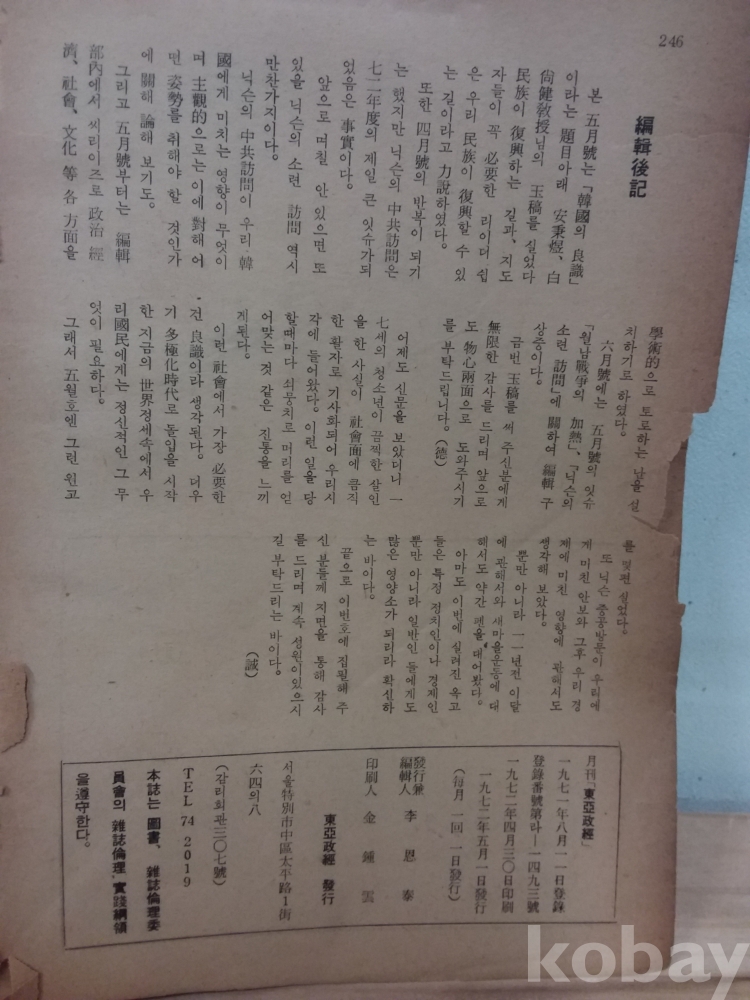 246
編輯後記
본 五月號는 「韓國의 良識」
이라는 題目아래 安秉煜、白
尙健敎授님의 玉稿를 실었다
民族이 復興하는 길과、지도
자들이 꼭 必要한 리이더쉽
은 우리 民族이 復興할 수 있
는 길이라고 力說하였다。
또한 四月號의 반복이 되기
는 했지만 닉슨의 中共訪問은
七二年度의 제일 큰 잇슈가되
었음은 事實이다。
앞으로 며칠 안 있으면 또
있을 닉슨의 소련 訪問 역시
만찬가지이다。
닉슨의 中共訪問이 우리 韓
國에게 미치는 영향이 무엇이
며 主觀的으로는 이에 對해 어
떤 姿勢를 취해야 할 것인가
에 關해 論해 보기도。
그리고 五月號부터는 編輯
部內에서 씨리이즈로 政治 經
濟、社會、文化 等 各 方面을
學術的으로 토로하는 난을 설
치하기로 하였다。
六月號에는 五月號의 잇슈
「월남戰爭의 加熱」、「닉슨의
소련 訪問」에 關하여 編輯 구
상중이다。
금번 玉稿를 써 주신분에게
無限한 감사를 드리며 앞으로
도 物心兩面으로 도와주시기
를 부탁드립니다。(德)
어제도 신문을 보았더니 一
七세의 청소년이 끔찍한 살인
을 한 사실이 社會面에 큼직
한 활자로 기사화되어 우리시
각에 들어왔다。이런 일을 당
할때마다 쇠뭉치로 머리를 얻
어맞는 것 같은 진통을 느끼
게된다。
이런 社會에서 가장 必要한
건 良識이라 생각된다。더우
기 多極化時代로 돌입을 시작
한 지금의 世界정세속에서 우
리國民에게는 정신적인 그 무
엇이 필요하다。
그래서 五월호엔 그런 원고
를 몇편 실었다。
또 닉슨 중공방문이 우리에
게 미친 안보와 그후 우리 경
제에 미친 영향에 관해서도
생각해 보았다。
뿐만 아니라 一一년전 이맘
에 관해서와 새마을운동에 대
해서도 약간 펜을 대어봤다。
아마도 이번에 실려진 옥고
들은 특정 정치인이나 경제인
뿐만 아니라 일반인 들에게도
많은 영양소가 되리라 확신하
는 바이다。
끝으로 이번호에 집필해 주
신 분들께 지면을 통해 감사
를 드리며 계속 성원이있으시
길 부탁드리는 바이다。
(誠)
月刊「東亞政經」
一九七一年八月一一日登錄
登錄番號第라—一四九三號
一九七二年四月三〇日印刷
一九七二年五月一日發行
(每月 一回 一日發行)
發行兼
編輯人 李恩泰
印刷人 金鍾雲
東亞政經 發行
서울特別市中區太平路1街
六四의八
(감리회관三〇七號)
TEL 74 2019
本誌는 圖書、雜誌倫理委
員會의 雜誌倫理 實踐綱領
을遵守한다。
kobay